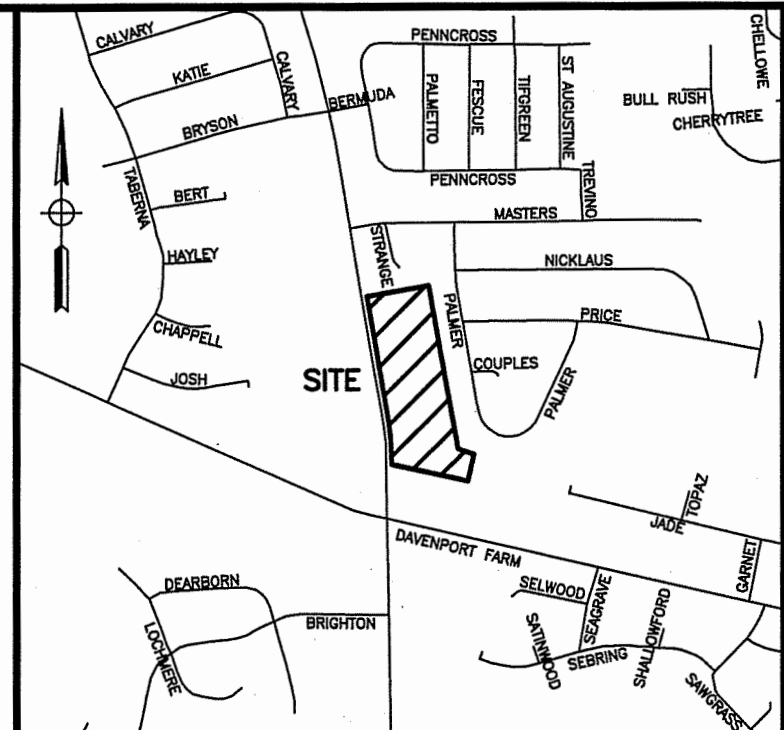 CALVARY
PENNCROSS
CHELLOWE
KATIE
CALVARY
PALMETTO
FESCUE
TIFGREEN
ST AUGUSTINE
BERMUDA
BULL RUSH
CHERRYTREE
BRYSON
TABERNA
BERT
PENNCROSS
TREVINO
MASTERS
STRANGE
HAYLEY
NICKLAUS
PALMER
PRICE
CHAPPELL
COUPLES
JOSH
SITE
PALMER
TOPAZ
JADE
DAVENPORT FARM
GARNET
DEARBORN
SELWOOD
SEAGRAVE
SHALLOWFORD
BRIGHTON
LOCHMERE
SATINWOOD
SEBRING
SAWGRASS